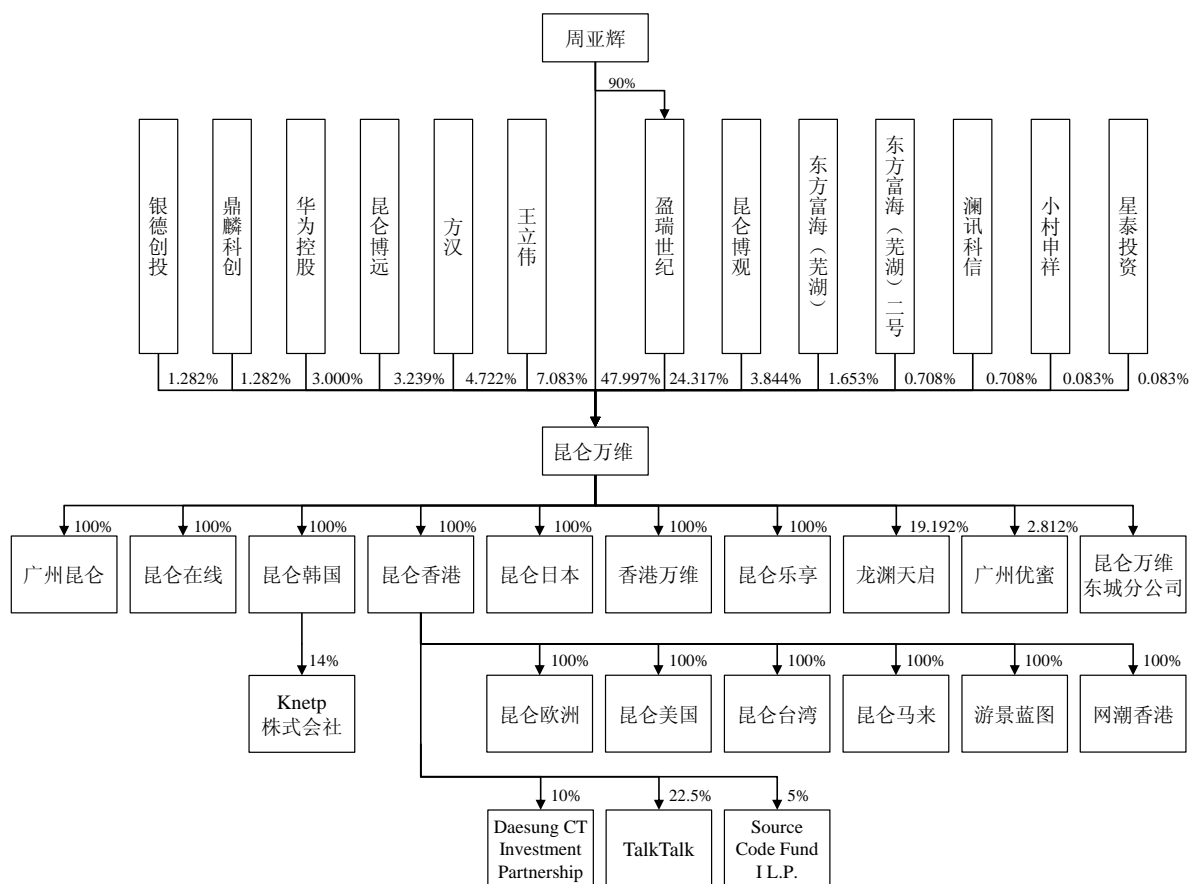 周亚辉
90%
银德创投
鼎麟科创
华为控股
昆仑博远
方汉
王立伟
盈瑞世纪
昆仑博观
东方富海（芜湖）
东方富海（芜湖）二号
澜讯科信
小村申祥
星泰投资
1.282%
1.282%
3.000%
3.239%
4.722%
7.083%
47.997%
24.317%
3.844%
1.653%
0.708%
0.708%
0.083%
0.083%
昆仑万维
100%
100%
100%
100%
100%
100%
100%
19.192%
2.812%
广州昆仑
昆仑在线
昆仑韩国
昆仑香港
昆仑日本
香港万维
昆仑乐享
龙渊天启
广州优蜜
昆仑万维
东城分公司
14%
100%
100%
100%
100%
100%
100%
Knetp
株式会社
昆仑欧洲
昆仑美国
昆仑台湾
昆仑马来
游景蓝图
网潮香港
10%
22.5%
5%
Daesung CT
Investment
Partnership
TalkTalk
Source
Code Fund
I L.P.